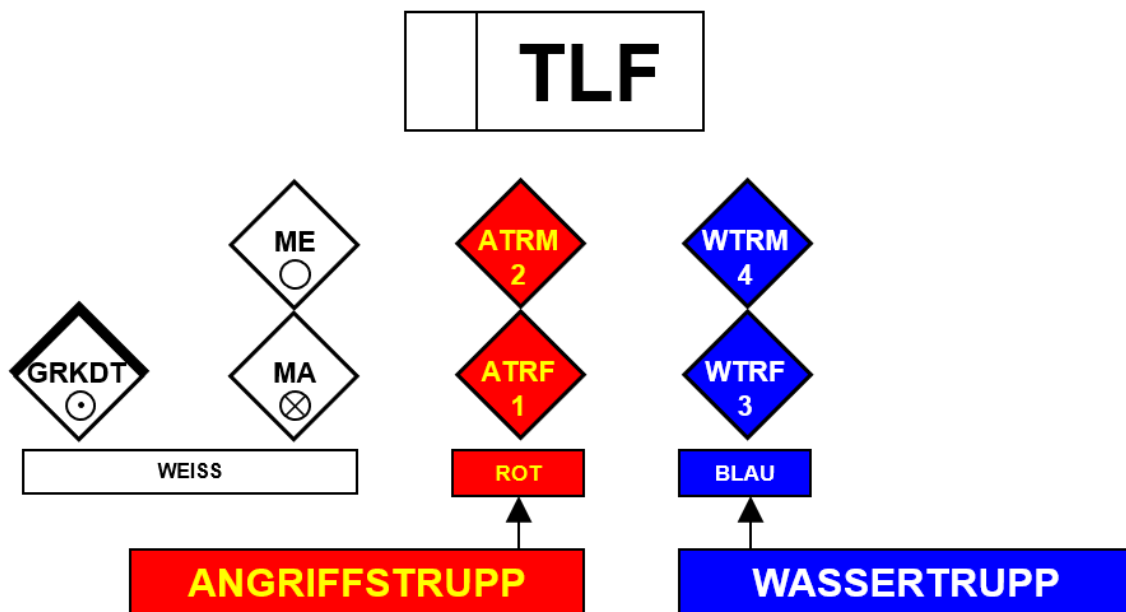 TLF
ME
ATRM
2
WTRM
4
GRKDT
MA
ATRF
1
WTRF
3
WEISS
ROT
BLAU
ANGRIFFSTRUPP
WASSERTRUPP